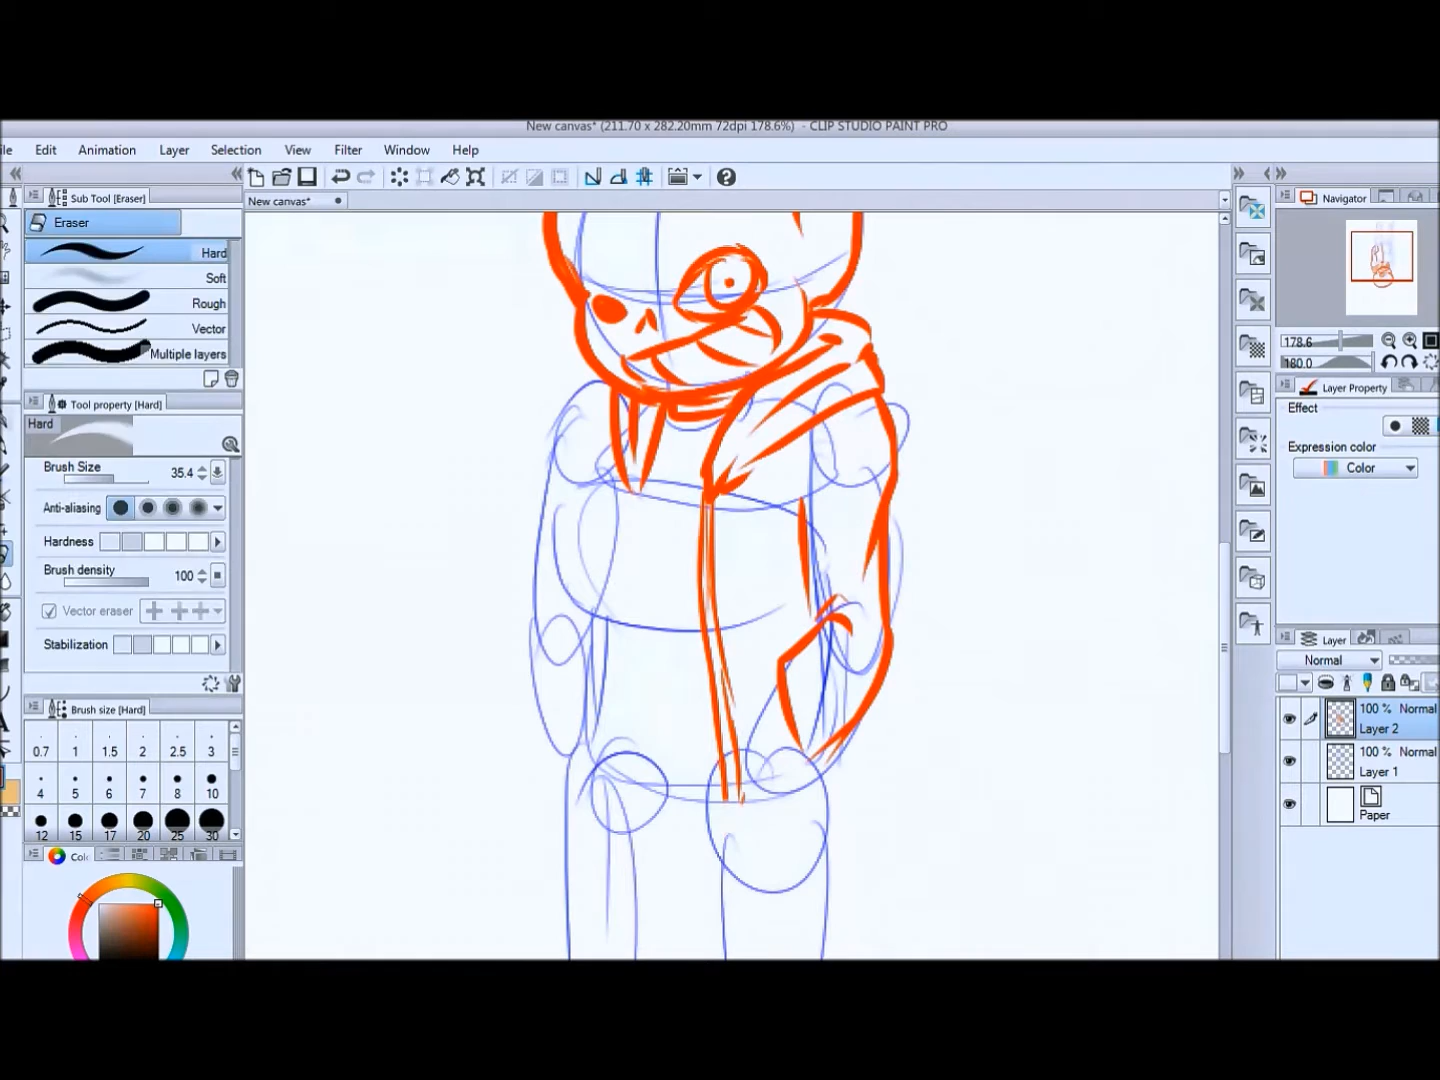 New canvas* (211.70 x 282.20mm 72dpi 178.6%) - CLIP STUDIO PAINT PRO
ile Edit Animation Layer Selection View Filter Window Help
Sub Tool [Eraser]
Eraser
Hard
Soft
Rough
Vector
Multiple layers
Tool property [Hard]
Hard
Brush Size 35.4
Anti-aliasing
Hardness
Brush density 100
Vector eraser
Stabilization
Brush size [Hard]
0.7 1 1.5 2 2.5 3
4 5 6 7 8 10
12 15 17 20 25 30
Colo
New canvas*
Navigator
178.6
180.0
Layer Property
Effect
Expression color
Color
Layer
Normal
100 % Normal
Layer 2
100 % Normal
Layer 1
Paper